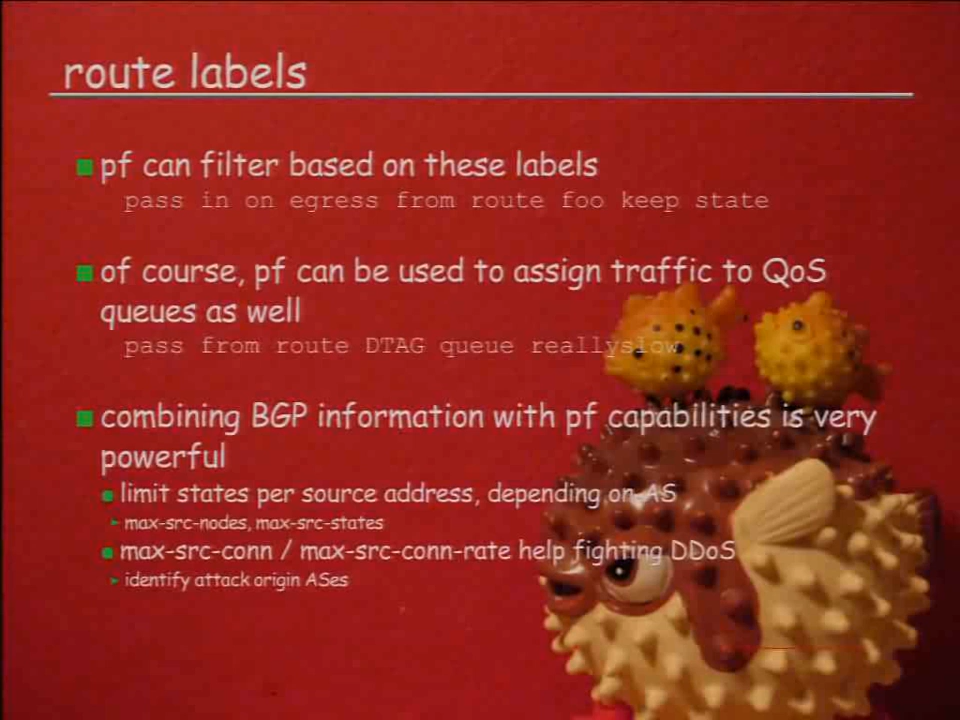 route labels
pf can filter based on these labels
pass in on egress from route foo keep state
of course, pf can be used to assign traffic to QoS
queues as well
pass from route DTAG queue reallyslow
combining BGP information with pf capabilities is very
powerful
limit states per source address, depending on AS
max-src-nodes, max-src-states
max-src-conn / max-src-conn-rate help fighting DDoS
identify attack origin ASes